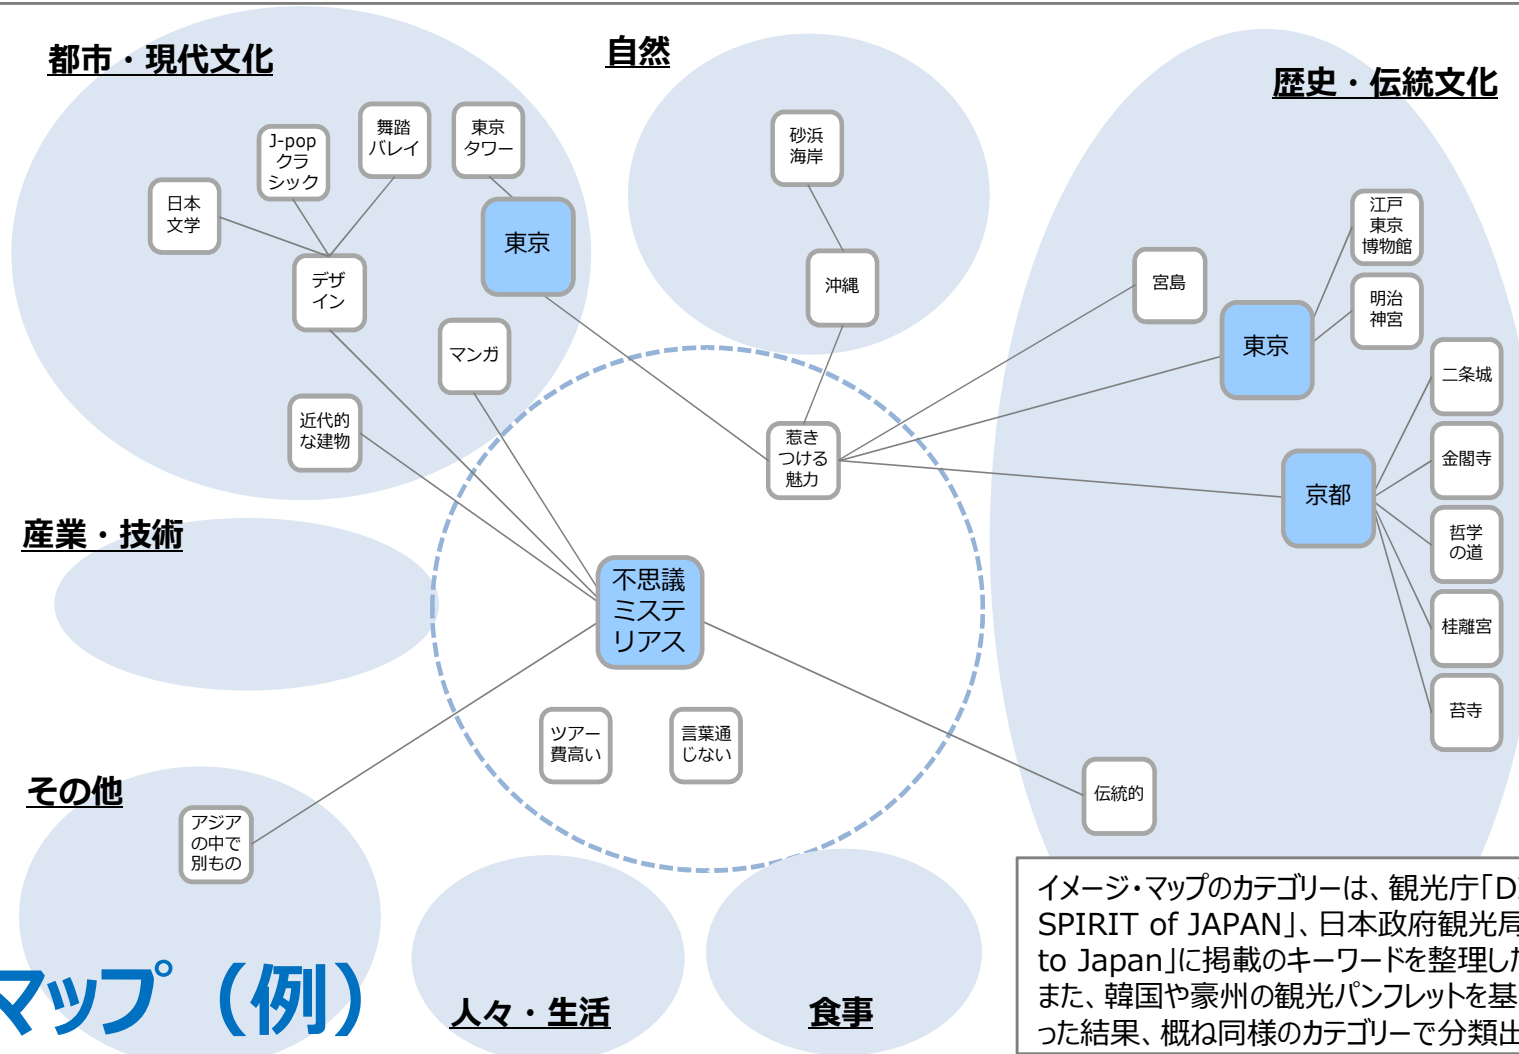 都市・現代文化
自然
歴史・伝統文化
J-pop
クラ
シック
舞踏
バレイ
東京
タワー
日本
文学
東京
デザ
イン
マンガ
近代的
な建物
砂浜
海岸
沖縄
惹き
つける
魅力
宮島
江戸
東京
博物館
東京
明治
神宮
二条城
金閣寺
京都
哲学
の道
桂離宮
苔寺
産業・技術
不思議
ミステ
リアス
ツアー
費高い
言葉通
じない
伝統的
その他
アジア
の中で
別もの
人々・生活
食事
マップ（例）
イメージ・マップのカテゴリーは、観光庁「D
SPIRIT of JAPAN」、日本政府観光局
to Japan」に掲載のキーワードを整理した
また、韓国や豪州の観光パンフレットを基
った結果、概ね同様のカテゴリーで分類出